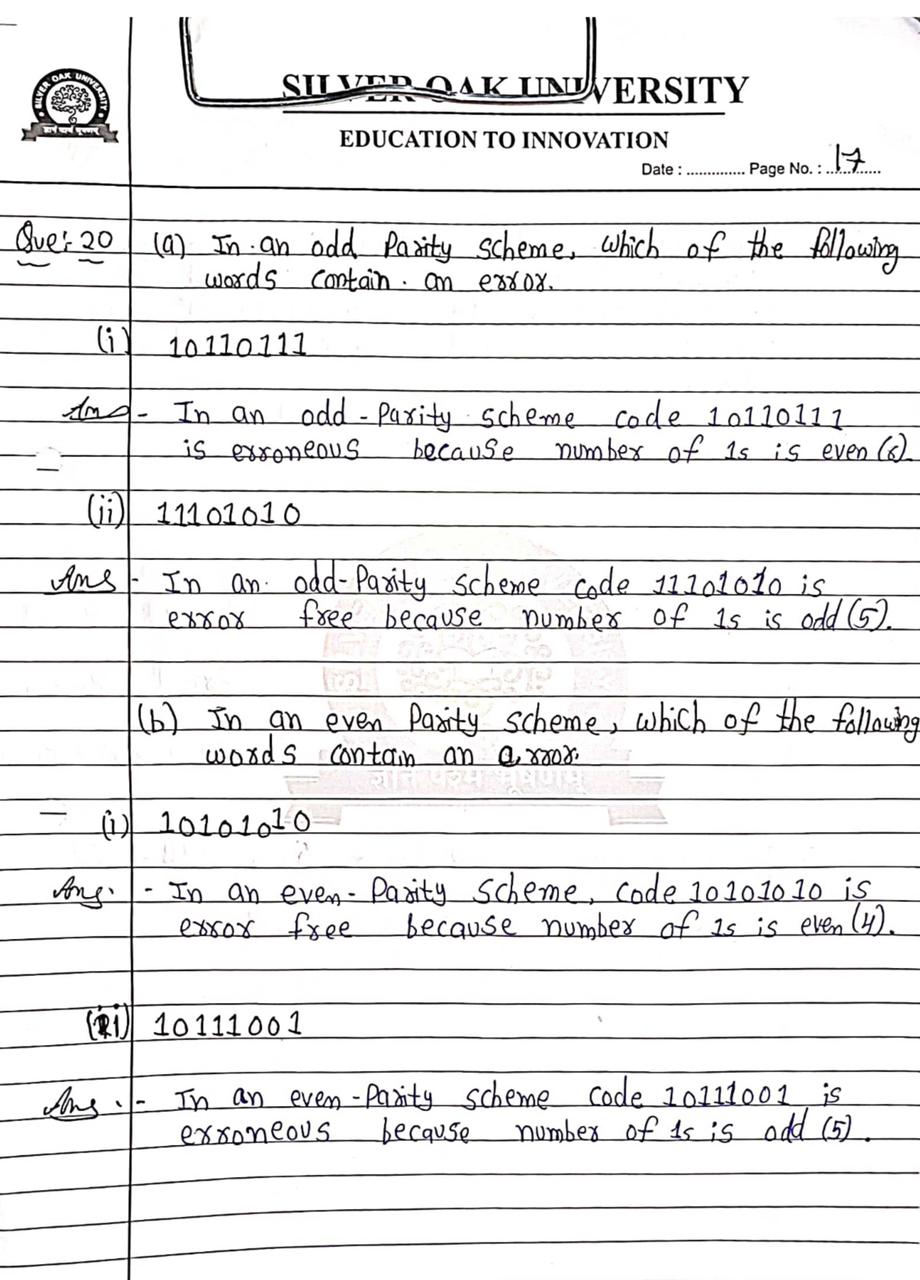 SILVER OAK UNIVERSITY
EDUCATION TO INNOVATION
Date : .............. Page No. : 17
Que:- 20 (a) In an odd Parity scheme, which of the following
words contain an error.
(i) 10110111
Ans - In an odd-Parity scheme code 10110111
is erroneous because number of 1s is even (6).
(ii) 11101010
Ans - In an odd-Parity scheme code 11101010 is
error free because number of 1s is odd (5).
(b) In an even Parity scheme, which of the following
words contain an error.
ज्ञानं परमं भूषणम्
(i) 10101010
Ans. - In an even-Parity scheme, code 10101010 is
error free because number of 1s is even (4).
(ii) 10111001
Ans. - In an even-Parity scheme code 10111001 is
erroneous because number of 1s is odd (5).